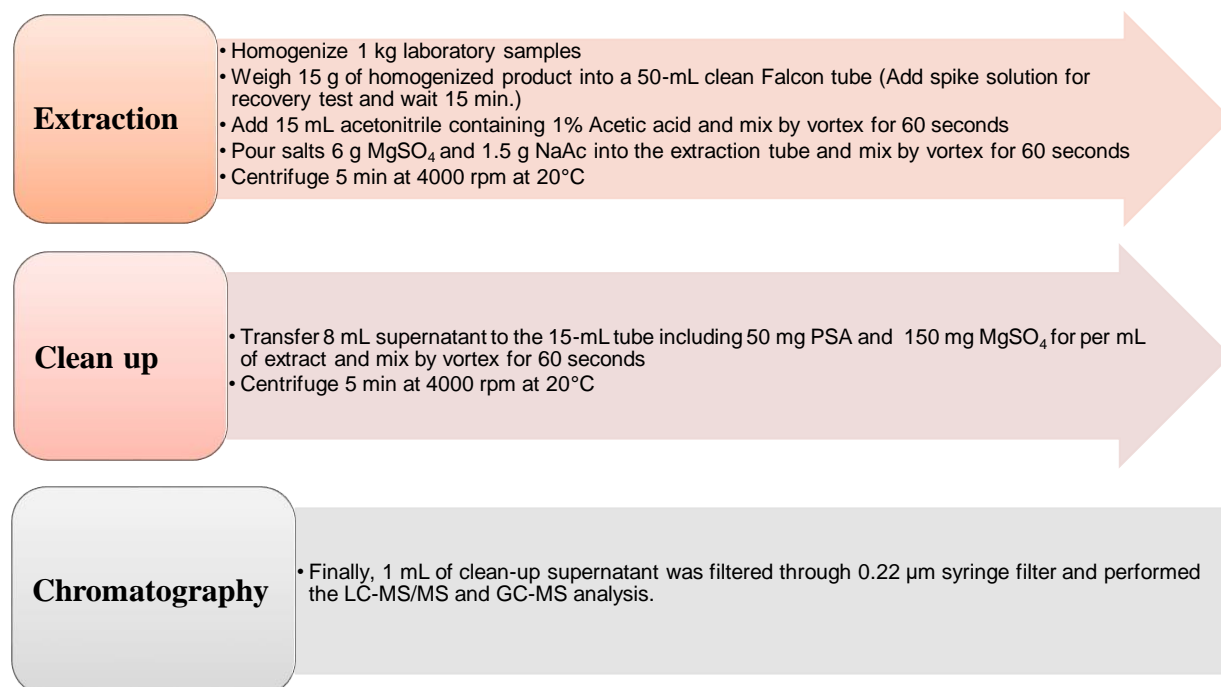 Extraction
• Homogenize 1 kg laboratory samples
• Weigh 15 g of homogenized product into a 50-mL clean Falcon tube (Add spike solution for
recovery test and wait 15 min.)
• Add 15 mL acetonitrile containing 1% Acetic acid and mix by vortex for 60 seconds
• Pour salts 6 g MgSO₄ and 1.5 g NaAc into the extraction tube and mix by vortex for 60 seconds
• Centrifuge 5 min at 4000 rpm at 20°C
Clean up
• Transfer 8 mL supernatant to the 15-mL tube including 50 mg PSA and 150 mg MgSO₄ for per mL
of extract and mix by vortex for 60 seconds
• Centrifuge 5 min at 4000 rpm at 20°C
Chromatography
• Finally, 1 mL of clean-up supernatant was filtered through 0.22 µm syringe filter and performed
the LC-MS/MS and GC-MS analysis.